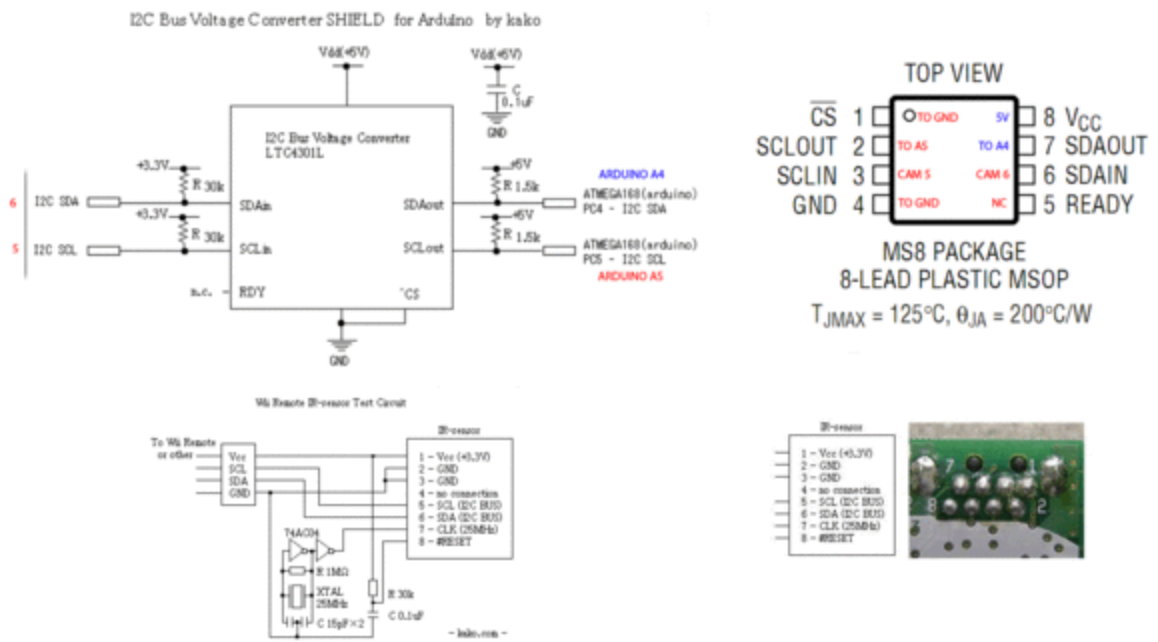 I2C Bus Voltage Converter SHIELD for Arduino by kako
Vdd(+5V)
Vdd(+5V)
C
0.1uF
GND
I2C Bus Voltage Converter
LTC4301L
+3.3V
R 30k
6 I2C SDA
SDAin
+3.3V
R 30k
5 I2C SCL
SCLin
n.c. RDY
+5V
R 1.5k
SDAout
ARDUINO A4
ATMEGA168(arduino)
PC4 - I2C SDA
+5V
R 1.5k
SCLout
ATMEGA168(arduino)
PC5 - I2C SCL
ARDUINO A5
CS
GND
TOP VIEW
CS 1 TO GND 5V 8 VCC
SCLOUT 2 TO A5 TO A4 7 SDAOUT
SCLIN 3 CAM 5 CAM 6 6 SDAIN
GND 4 TO GND NC 5 READY
MS8 PACKAGE
8-LEAD PLASTIC MSOP
TJMAX = 125°C, θJA = 200°C/W
Wii Remote IR-sensor Test Circuit
To Wii Remote
or other
Vcc
SCL
SDA
GND
IR-sensor
1 - Vcc (+3.3V)
2 - GND
3 - GND
4 - no connection
5 - SCL (I2C BUS)
6 - SDA (I2C BUS)
7 - CLK (25MHz)
8 - #RESET
74AC04
R 1MΩ
XTAL
25MHz
C 15pF×2
R 30k
C 0.1uF
- kako.com -
IR-sensor
1 - Vcc (+3.3V)
2 - GND
3 - GND
4 - no connection
5 - SCL (I2C BUS)
6 - SDA (I2C BUS)
7 - CLK (25MHz)
8 - #RESET
7 1
8 2